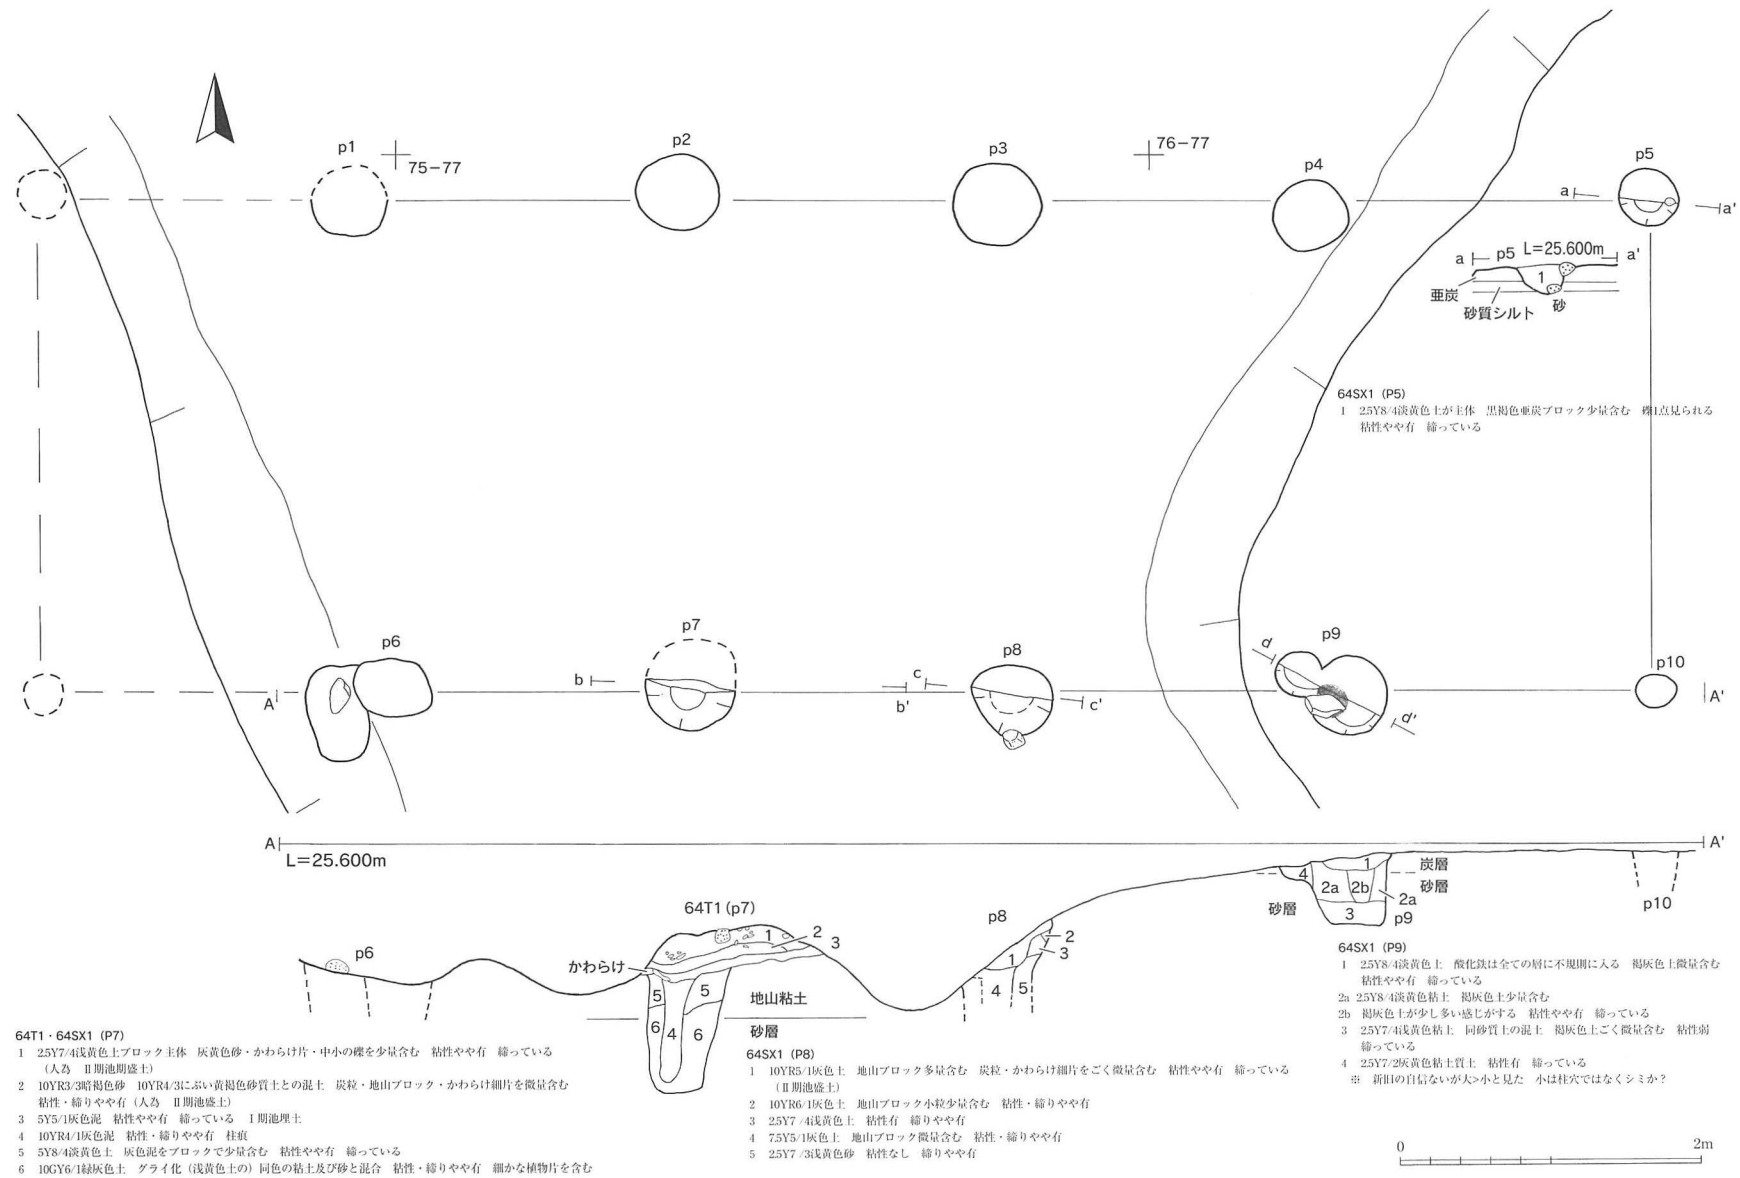 p1
75−77
p2
p3
76−77
p4
p5
a
a'
a
p5
L=25.600m
a'
1
亜炭
砂質シルト
砂
64SX1（P5）
1 2.5Y8/4淡黄色土が主体 黒褐色亜炭ブロック少量含む 礫1点見られる
粘性やや有 締っている
p6
p7
p8
p9
p10
A
b
b'
c
c'
d
d'
A'
A
L=25.600m
A'
p6
64T1（p7）
1
2
3
かわらけ
5
5
6
4
6
地山粘土
砂層
p8
1
2
3
4
5
砂層
4
1
2a
2b
2a
3
p9
炭層
砂層
p10
64T1・64SX1（P7）
1 2.5Y7/4浅黄色土ブロック主体 灰黄色砂・かわらけ片・中小の礫を少量含む 粘性やや有 締っている
（人為 Ⅱ期池期盛土）
2 10YR3/3暗褐色砂 10YR4/3にぶい黄褐色砂質土との混土 炭粒・地山ブロック・かわらけ細片を微量含む
粘性・締りやや有（人為 Ⅱ期池盛土）
3 5Y5/1灰色泥 粘性やや有 締っている Ⅰ期池埋土
4 10YR4/1灰色泥 粘性・締りやや有 柱痕
5 5Y8/4淡黄色土 灰色泥をブロックで少量含む 粘性やや有 締っている
6 10GY6/1緑灰色土 グライ化（浅黄色土の）同色の粘土及び砂と混合 粘性・締りやや有 細かな植物片を含む
64SX1（P8）
1 10YR5/1灰色土 地山ブロック多量含む 炭粒・かわらけ細片をごく微量含む 粘性やや有 締っている
（Ⅱ期池盛土）
2 10YR6/1灰色土 地山ブロック小粒少量含む 粘性・締りやや有
3 2.5Y7/4浅黄色土 粘性有 締りやや有
4 7.5Y5/1灰色土 地山ブロック微量含む 粘性・締りやや有
5 2.5Y7/3浅黄色砂 粘性なし 締りやや有
64SX1（P9）
1 2.5Y8/4淡黄色土 酸化鉄は全ての層に不規則に入る 褐灰色土微量含む
粘性やや有 締っている
2a 2.5Y8/4淡黄色粘土 褐灰色土少量含む
2b 褐灰色土が少し多い感じがする 粘性やや有 締っている
3 2.5Y7/4浅黄色粘土 同砂質土の混土 褐灰色土ごく微量含む 粘性弱
締っている
4 2.5Y7/2灰黄色粘土質土 粘性有 締っている
※ 新旧の自信ないが大>小と見た 小は柱穴ではなくシミか？
0
2m